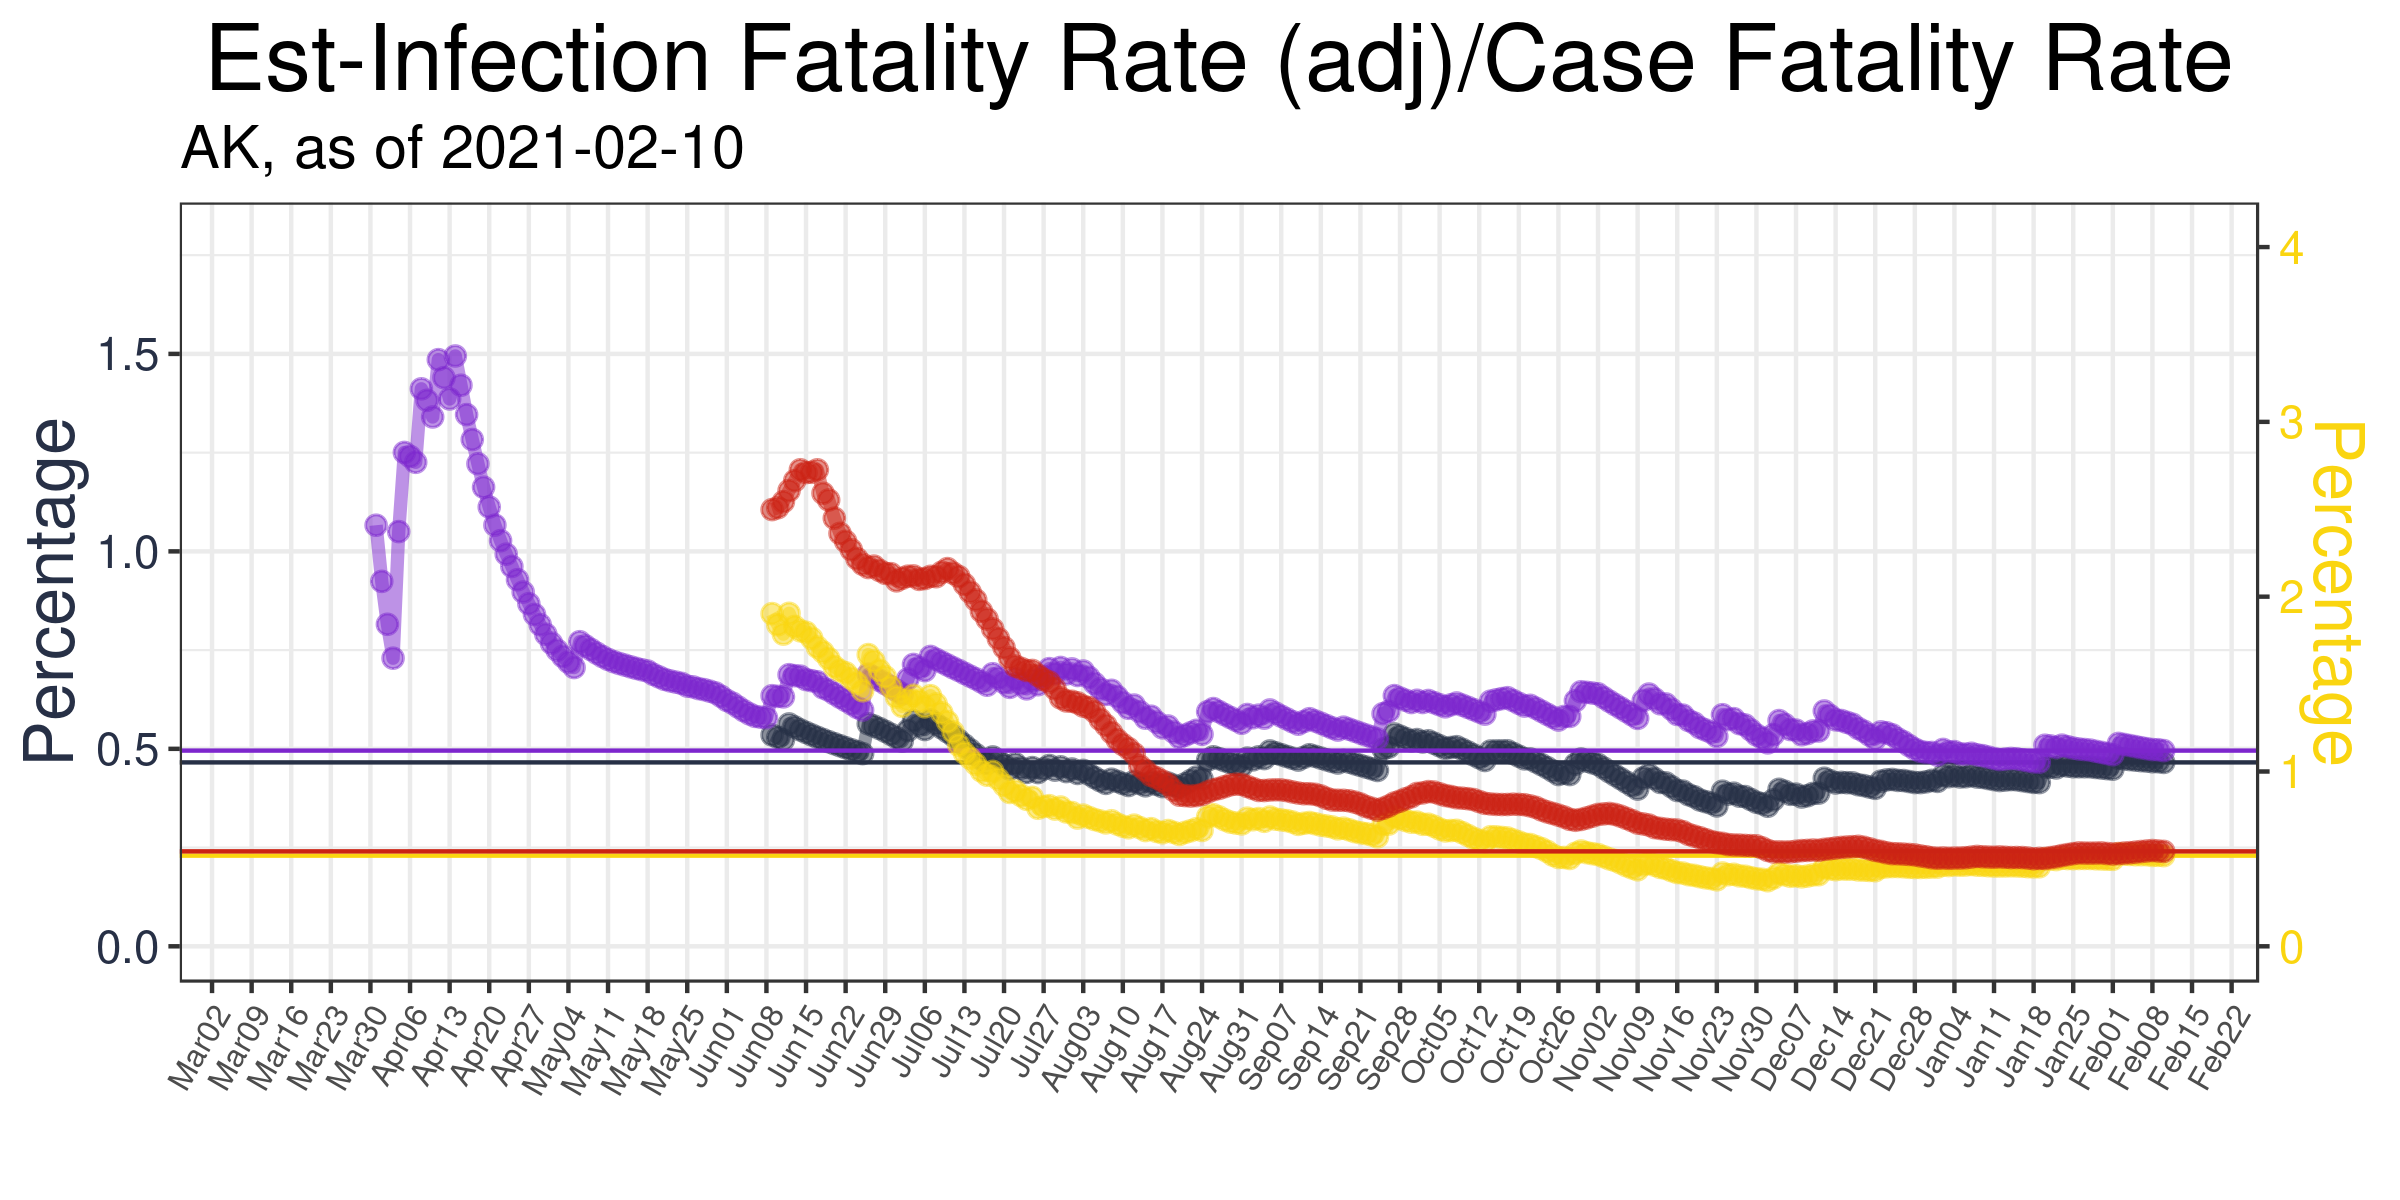 Est-Infection Fatality Rate (adj)/Case Fatality Rate
AK, as of 2021-02-10
Percentage
1.5
1.0
0.5
0.0
4
3
2
1
0
Percentage
Mar02
Mar09
Mar16
Mar23
Mar30
Apr06
Apr13
Apr20
Apr27
May04
May11
May18
May25
Jun01
Jun08
Jun15
Jun22
Jun29
Jul06
Jul13
Jul20
Jul27
Aug03
Aug10
Aug17
Aug24
Aug31
Sep07
Sep14
Sep21
Sep28
Oct05
Oct12
Oct19
Oct26
Nov02
Nov09
Nov16
Nov23
Nov30
Dec07
Dec14
Dec21
Dec28
Jan04
Jan11
Jan18
Jan25
Feb01
Feb08
Feb15
Feb22